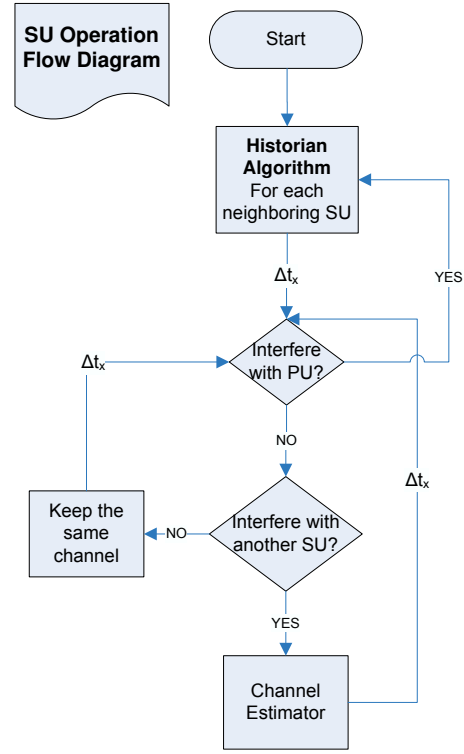 SU Operation
Flow Diagram
Start
Historian
Algorithm
For each
neighboring SU
Δtₓ
YES
Interfere
with PU?
Δtₓ
NO
Δtₓ
Keep the
same
channel
NO
Interfere with
another SU?
YES
Channel
Estimator